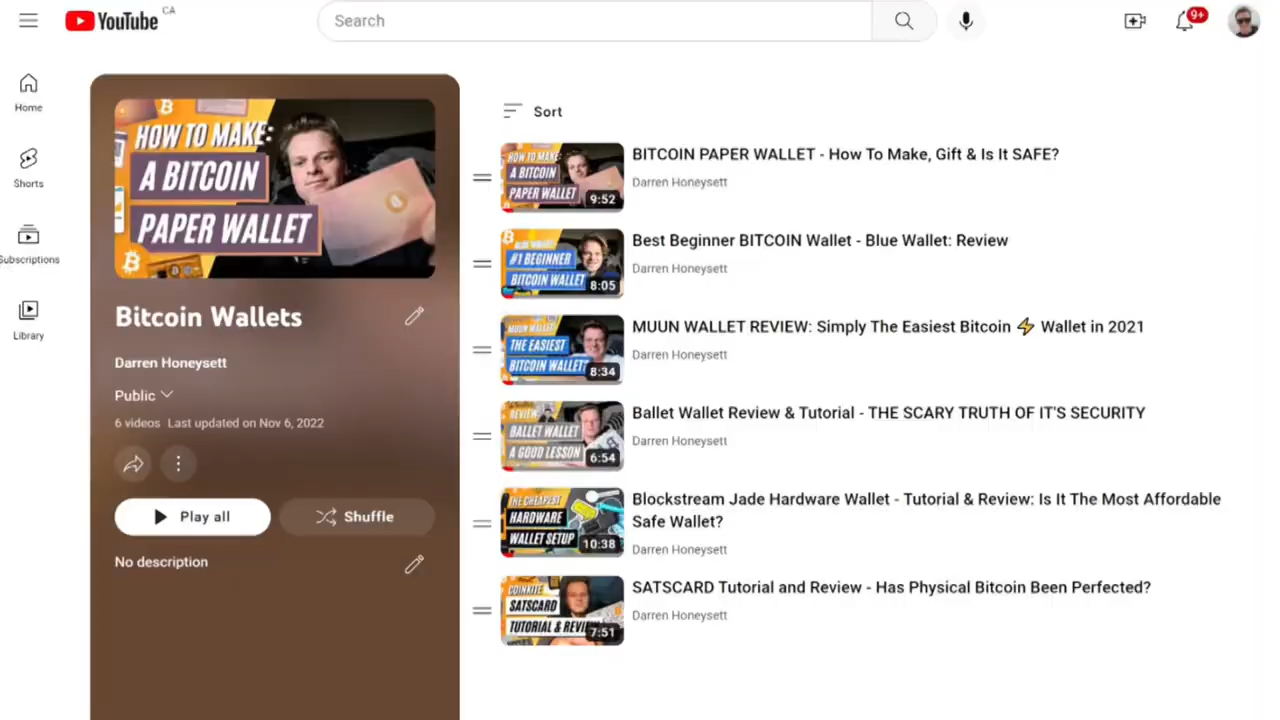 YouTube CA
Search
9+
Home
Shorts
Subscriptions
Library
HOW TO MAKE:
A BITCOIN
PAPER WALLET
Bitcoin Wallets
Darren Honeysett
Public
6 videos Last updated on Nov 6, 2022
Play all
Shuffle
No description
Sort
HOW TO MAKE:
A BITCOIN
PAPER WALLET
9:52
BITCOIN PAPER WALLET - How To Make, Gift & Is It SAFE?
Darren Honeysett
#1 BEGINNER
BITCOIN WALLET
8:05
Best Beginner BITCOIN Wallet - Blue Wallet: Review
Darren Honeysett
MUUN WALLET
THE EASIEST
BITCOIN WALLET?
8:34
MUUN WALLET REVIEW: Simply The Easiest Bitcoin ⚡ Wallet in 2021
Darren Honeysett
REVIEW
BALLET WALLET
A GOOD LESSON
6:54
Ballet Wallet Review & Tutorial - THE SCARY TRUTH OF IT'S SECURITY
Darren Honeysett
THE CHEAPEST
HARDWARE
WALLET SETUP
10:38
Blockstream Jade Hardware Wallet - Tutorial & Review: Is It The Most Affordable
Safe Wallet?
Darren Honeysett
COINKITE
SATSCARD
TUTORIAL & REVIEW
7:51
SATSCARD Tutorial and Review - Has Physical Bitcoin Been Perfected?
Darren Honeysett